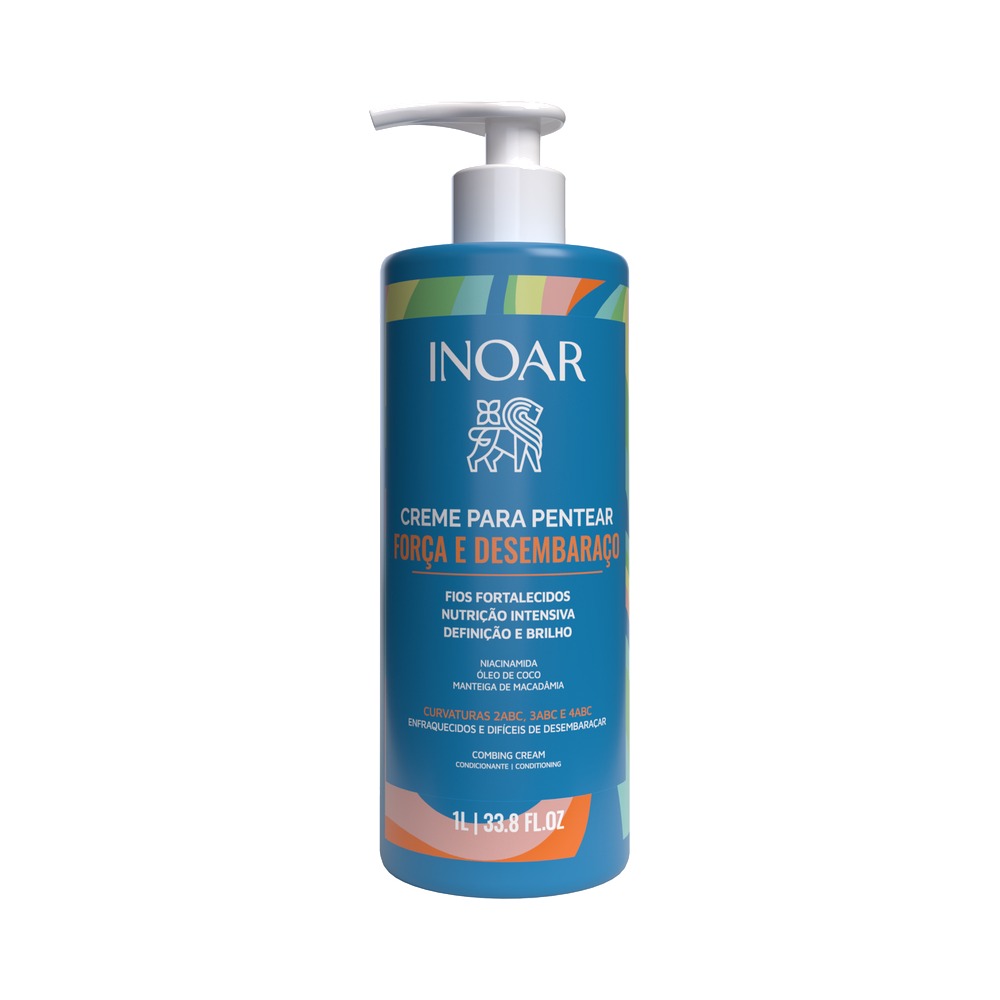 INOAR
CREME PARA PENTEAR
FORÇA E DESEMBARAÇO
FIOS FORTALECIDOS
NUTRIÇÃO INTENSIVA
DEFINIÇÃO E BRILHO
NIACINAMIDA
ÓLEO DE COCO
MANTEIGA DE MACADÂMIA
CURVATURAS 2ABC, 3ABC E 4ABC
ENFRAQUECIDOS E DIFÍCEIS DE DESEMBARAÇAR
COMBING CREAM
CONDICIONANTE | CONDITIONING
1L | 33.8 FL.OZ